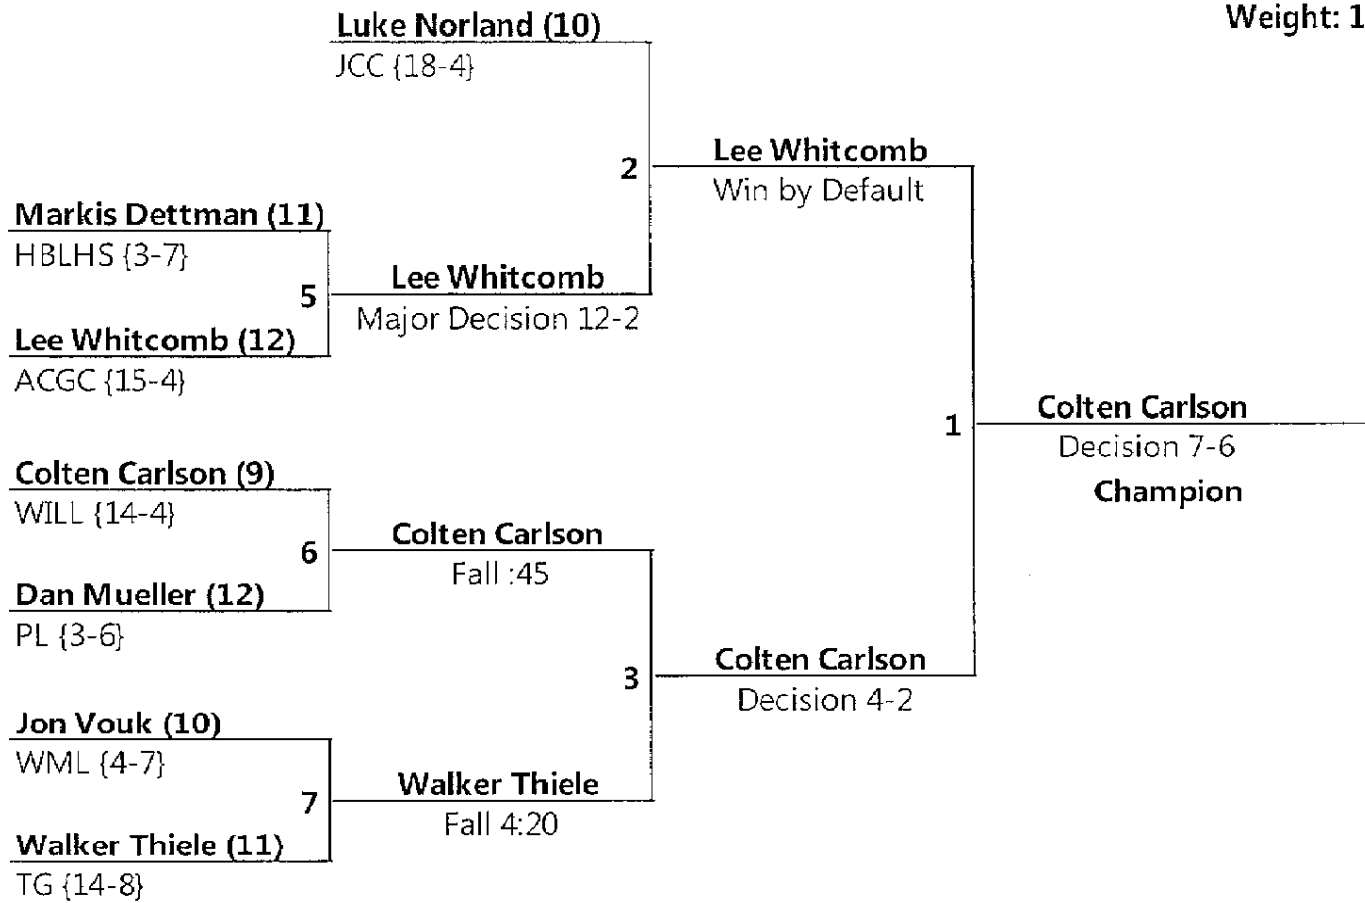 Weight: 1
Luke Norland (10)
JCC {18-4}
2
Lee Whitcomb
Win by Default
Markis Dettman (11)
HBLHS {3-7}
5
Lee Whitcomb
Major Decision 12-2
Lee Whitcomb (12)
ACGC {15-4}
1
Colten Carlson
Decision 7-6
Champion
Colten Carlson (9)
WILL {14-4}
6
Colten Carlson
Fall :45
Dan Mueller (12)
PL {3-6}
3
Colten Carlson
Decision 4-2
Jon Vouk (10)
WML {4-7}
7
Walker Thiele
Fall 4:20
Walker Thiele (11)
TG {14-8}